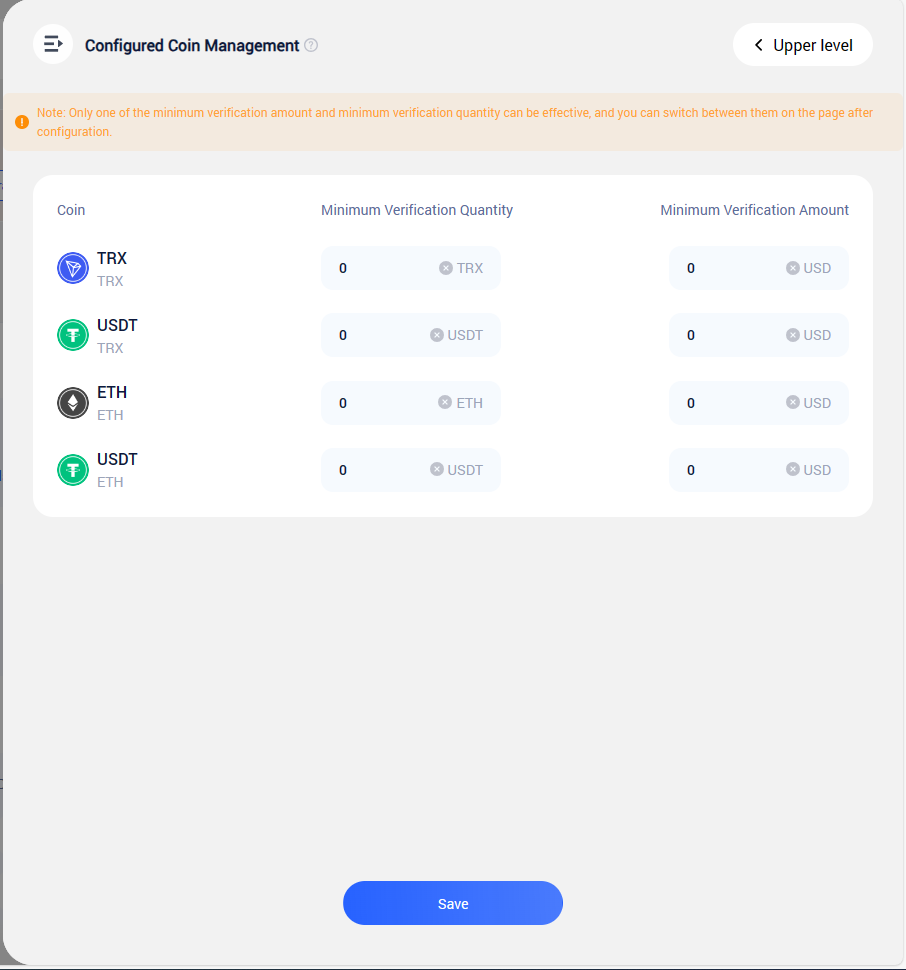 Configured Coin Management
Upper level
Note: Only one of the minimum verification amount and minimum verification quantity can be effective, and you can switch between them on the page after
configuration.
Coin Minimum Verification Quantity Minimum Verification Amount
TRX
TRX
0 TRX
0 USD
USDT
TRX
0 USDT
0 USD
ETH
ETH
0 ETH
0 USD
USDT
ETH
0 USDT
0 USD
Save